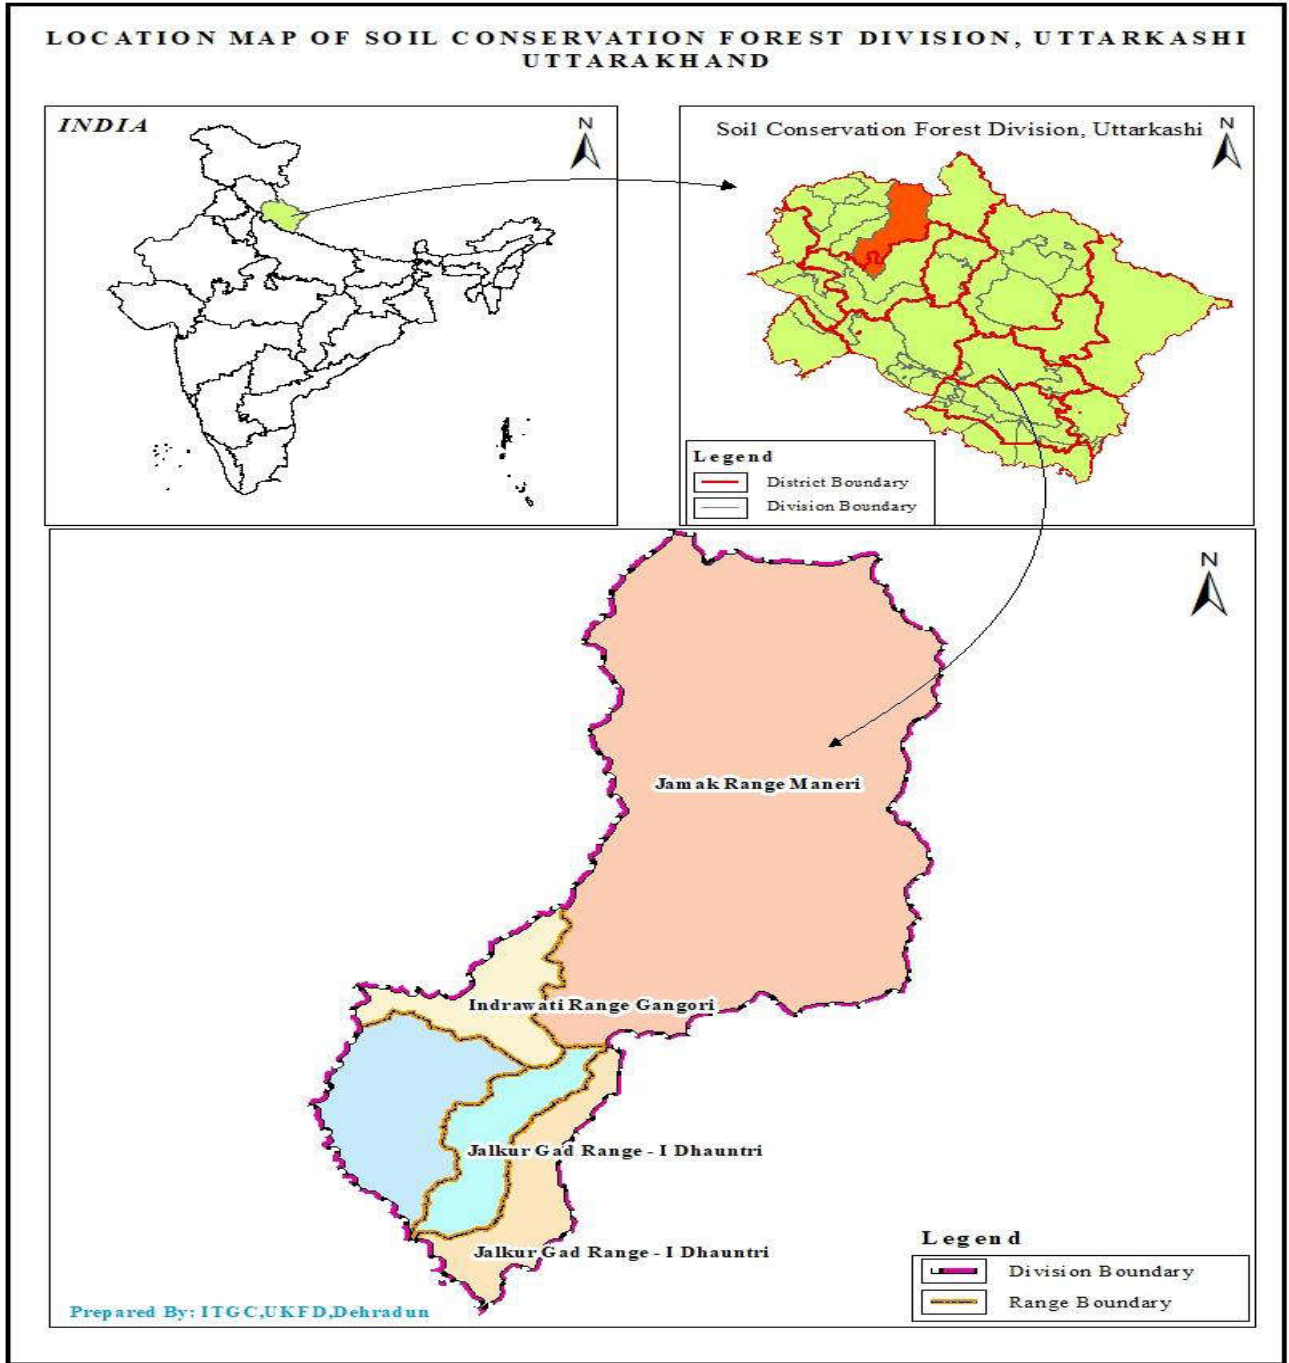 LOCATION MAP OF SOIL CONSERVATION FOREST DIVISION, UTTARKASHI
UTTARAKHAND
INDIA
N
Soil Conservation Forest Division, Uttarkashi
N
Legend
District Boundary
Division Boundary
N
Jamak Range Maneri
Indrawati Range Gangori
Jalkur Gad Range - I Dhauntri
Jalkur Gad Range - I Dhauntri
Legend
Division Boundary
Range Boundary
Prepared By: ITGC,UKFD,Dehradun